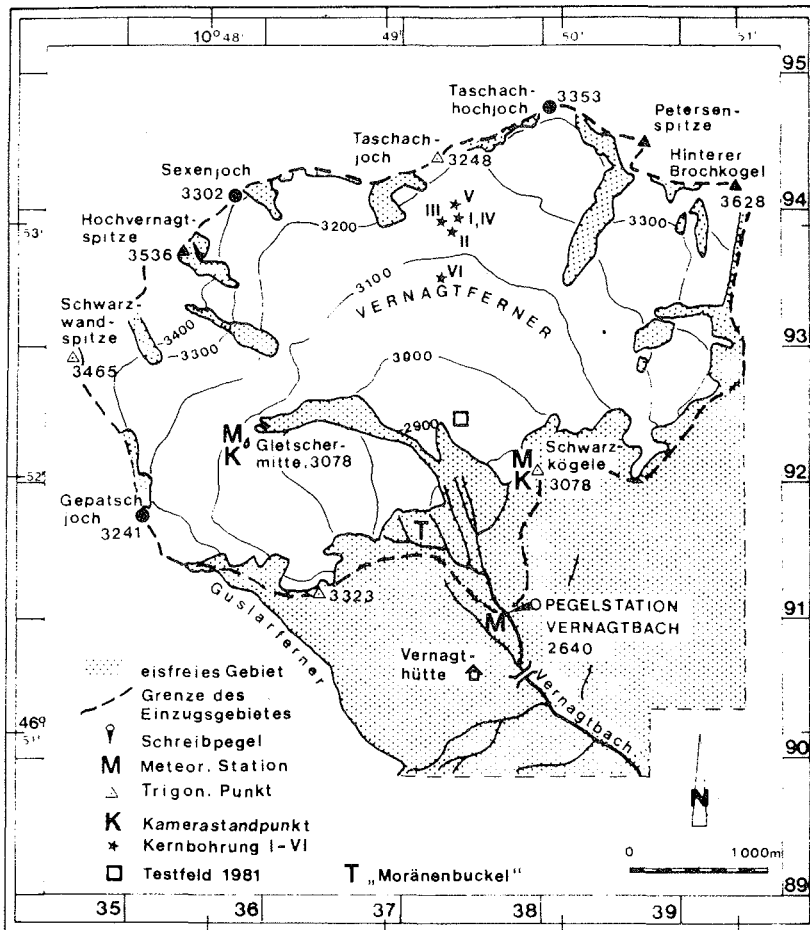 10°48'
49'
50'
51'
95
Taschach-
hochjoch
3353
Petersen-
spitze
Taschach-
joch
3248
Hinterer
Brochkogel
3628
94
Sexenjoch
3302
V
III
I, IV
II
VI
53'
3200
3300
Hochvernagt-
spitze
3536
3100
VERNAGTFERNER
Schwarz-
wand-
spitze
3465
3400
3300
3000
93
2900
M
K
Gletscher-
mitte. 3078
M
K
Schwarz-
kögele
3078
52'
92
Gepatsch
joch
3241
T
3323
Guslarferner
91
M
PEGELSTATION
VERNAGTBACH
2640
Vernagt-
hütte
Vernagtbach
eisfreies Gebiet
Grenze des
Einzugsgebietes
Schreibpegel
M Meteor. Station
Trigon. Punkt
K Kamerastandpunkt
Kernbohrung I-VI
Testfeld 1981
T „Moränenbuckel"
90
N
0 1000m
89
35 36 37 38 39